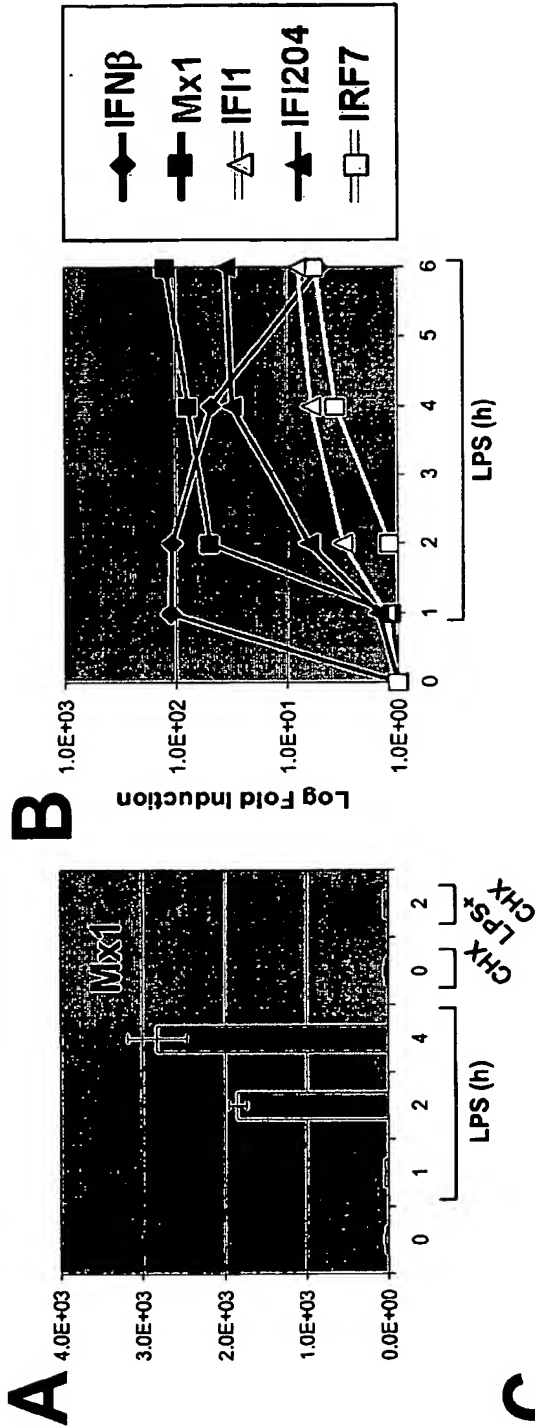 A
4.0E+03
3.0E+03
2.0E+03
1.0E+03
0.0E+00
Mx1
0 1 2 4 0 2
LPS (h)
CHX
LPS+
CHX
B
Log Fold Induction
1.0E+03
1.0E+02
1.0E+01
1.0E+00
0 1 2 3 4 5 6
LPS (h)
IFNβ
Mx1
IFI1
IFI204
IRF7
C